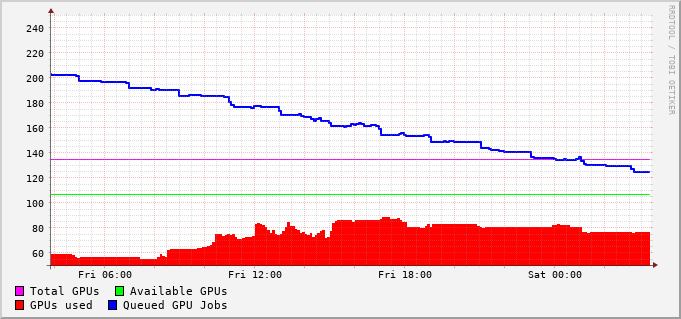 RRDTOOL / TOBI OETIKER
240
220
200
180
160
140
120
100
80
60
Fri 06:00 Fri 12:00 Fri 18:00 Sat 00:00
Total GPUs Available GPUs
GPUs used Queued GPU Jobs